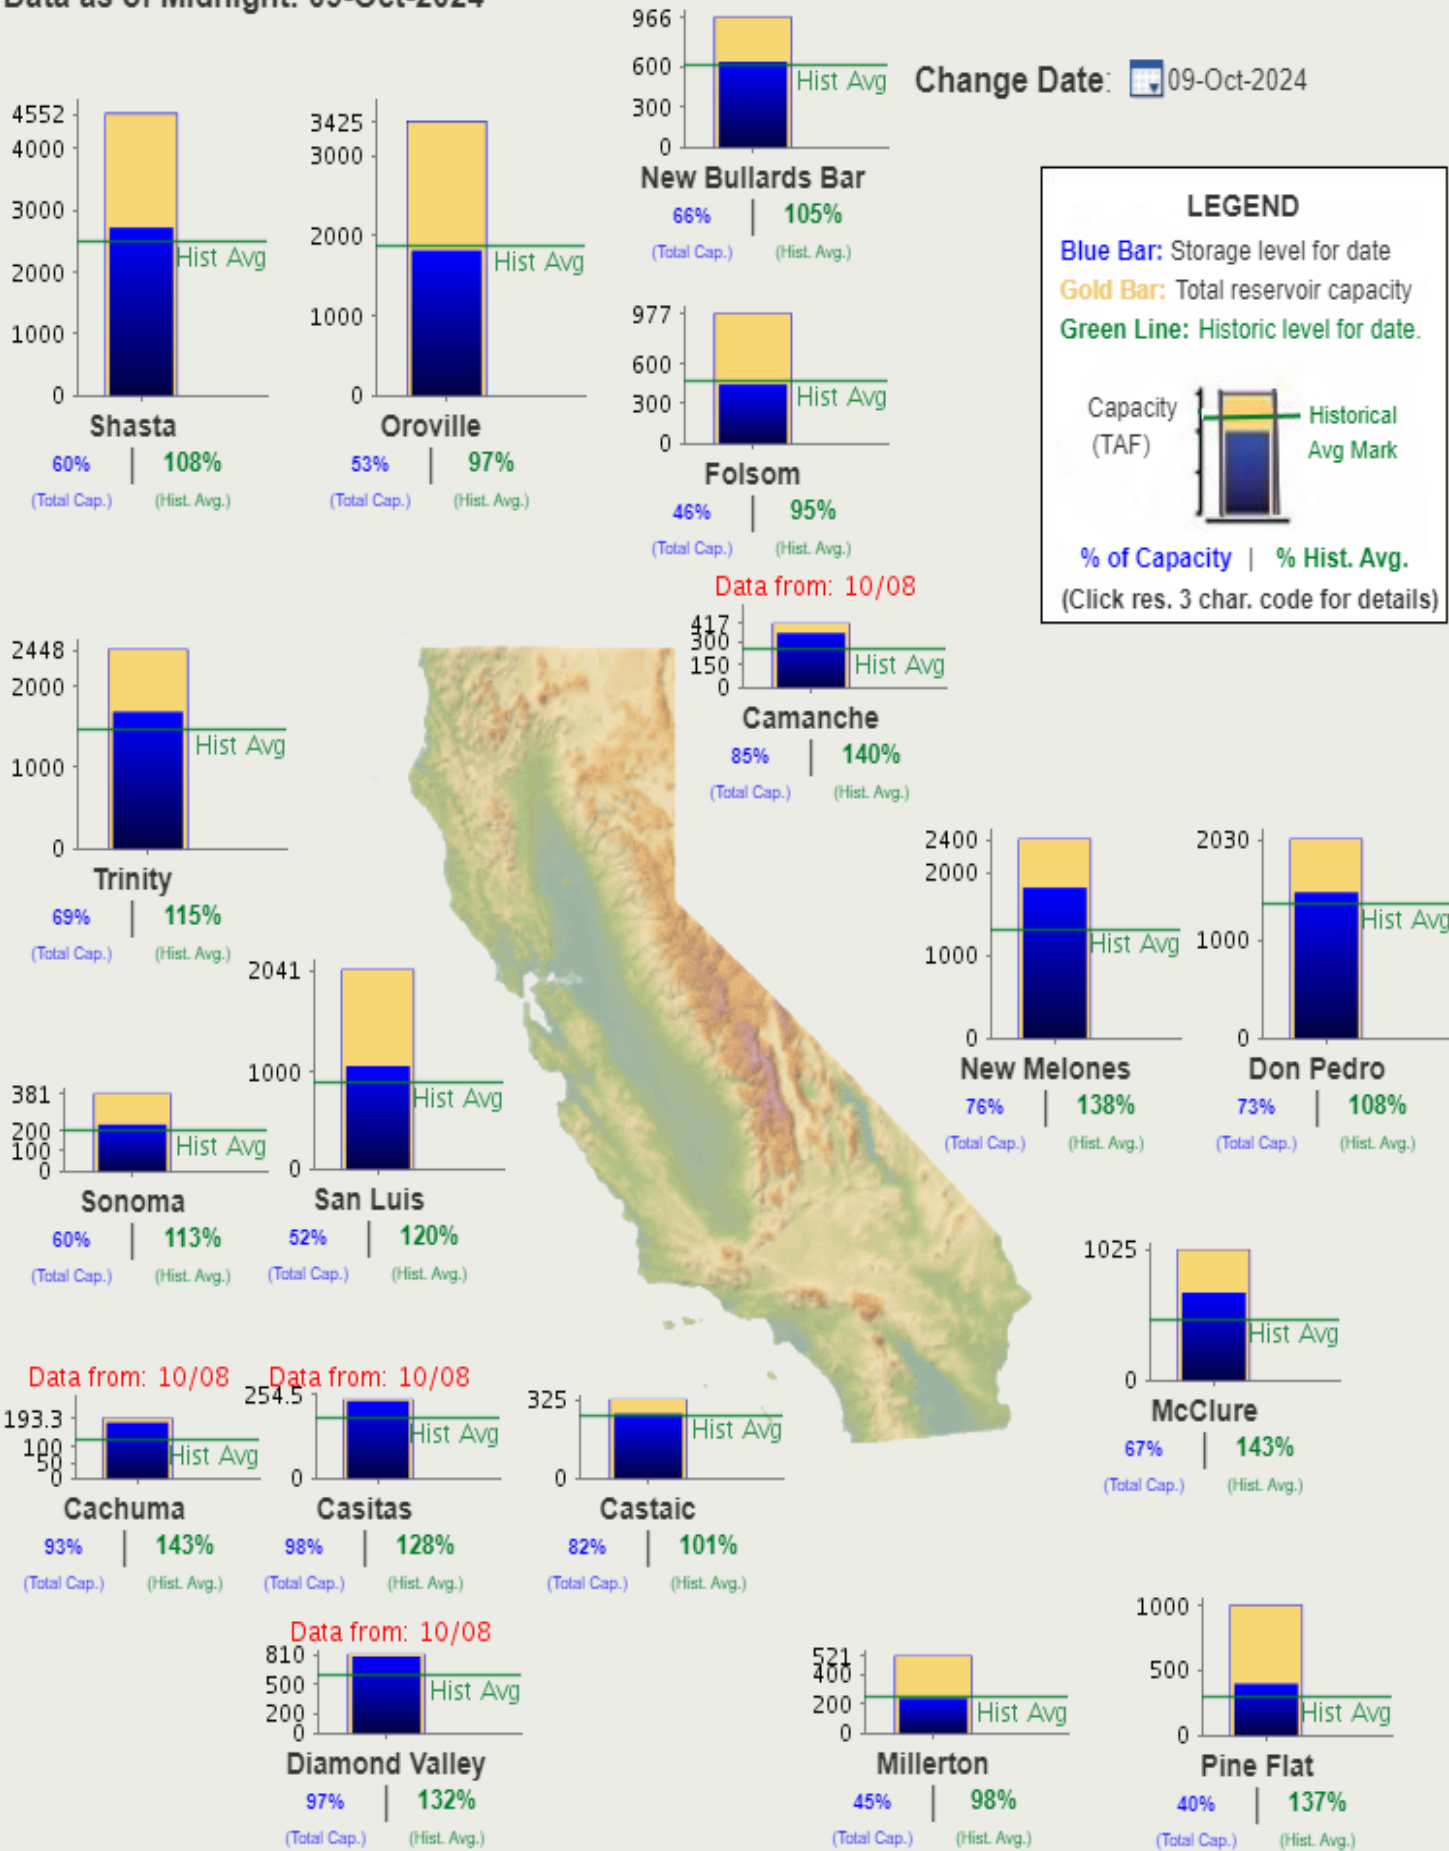 Data as of Midnight: 09-Oct-2024
966
600
300
0
Hist Avg
New Bullards Bar
66% | 105%
(Total Cap.) (Hist. Avg.)
Change Date: 09-Oct-2024
4552
4000
3000
2000
1000
0
Hist Avg
Shasta
60% | 108%
(Total Cap.) (Hist. Avg.)
3425
3000
2000
1000
0
Hist Avg
Oroville
53% | 97%
(Total Cap.) (Hist. Avg.)
977
600
300
0
Hist Avg
Folsom
46% | 95%
(Total Cap.) (Hist. Avg.)
LEGEND
Blue Bar: Storage level for date
Gold Bar: Total reservoir capacity
Green Line: Historic level for date.
Capacity
(TAF)
Historical
Avg Mark
% of Capacity | % Hist. Avg.
(Click res. 3 char. code for details)
Data from: 10/08
417
300
150
0
Hist Avg
Camanche
85% | 140%
(Total Cap.) (Hist. Avg.)
2448
2000
1000
0
Hist Avg
Trinity
69% | 115%
(Total Cap.) (Hist. Avg.)
2400
2000
1000
0
Hist Avg
New Melones
76% | 138%
(Total Cap.) (Hist. Avg.)
2030
1000
0
Hist Avg
Don Pedro
73% | 108%
(Total Cap.) (Hist. Avg.)
381
200
100
0
Hist Avg
Sonoma
60% | 113%
(Total Cap.) (Hist. Avg.)
2041
1000
0
Hist Avg
San Luis
52% | 120%
(Total Cap.) (Hist. Avg.)
1025
0
Hist Avg
McClure
67% | 143%
(Total Cap.) (Hist. Avg.)
Data from: 10/08
193.3
100
50
0
Hist Avg
Cachuma
93% | 143%
(Total Cap.) (Hist. Avg.)
Data from: 10/08
254.5
0
Hist Avg
Casitas
98% | 128%
(Total Cap.) (Hist. Avg.)
325
0
Hist Avg
Castaic
82% | 101%
(Total Cap.) (Hist. Avg.)
Data from: 10/08
810
500
200
0
Hist Avg
Diamond Valley
97% | 132%
(Total Cap.) (Hist. Avg.)
521
400
200
0
Hist Avg
Millerton
45% | 98%
(Total Cap.) (Hist. Avg.)
1000
500
0
Hist Avg
Pine Flat
40% | 137%
(Total Cap.) (Hist. Avg.)